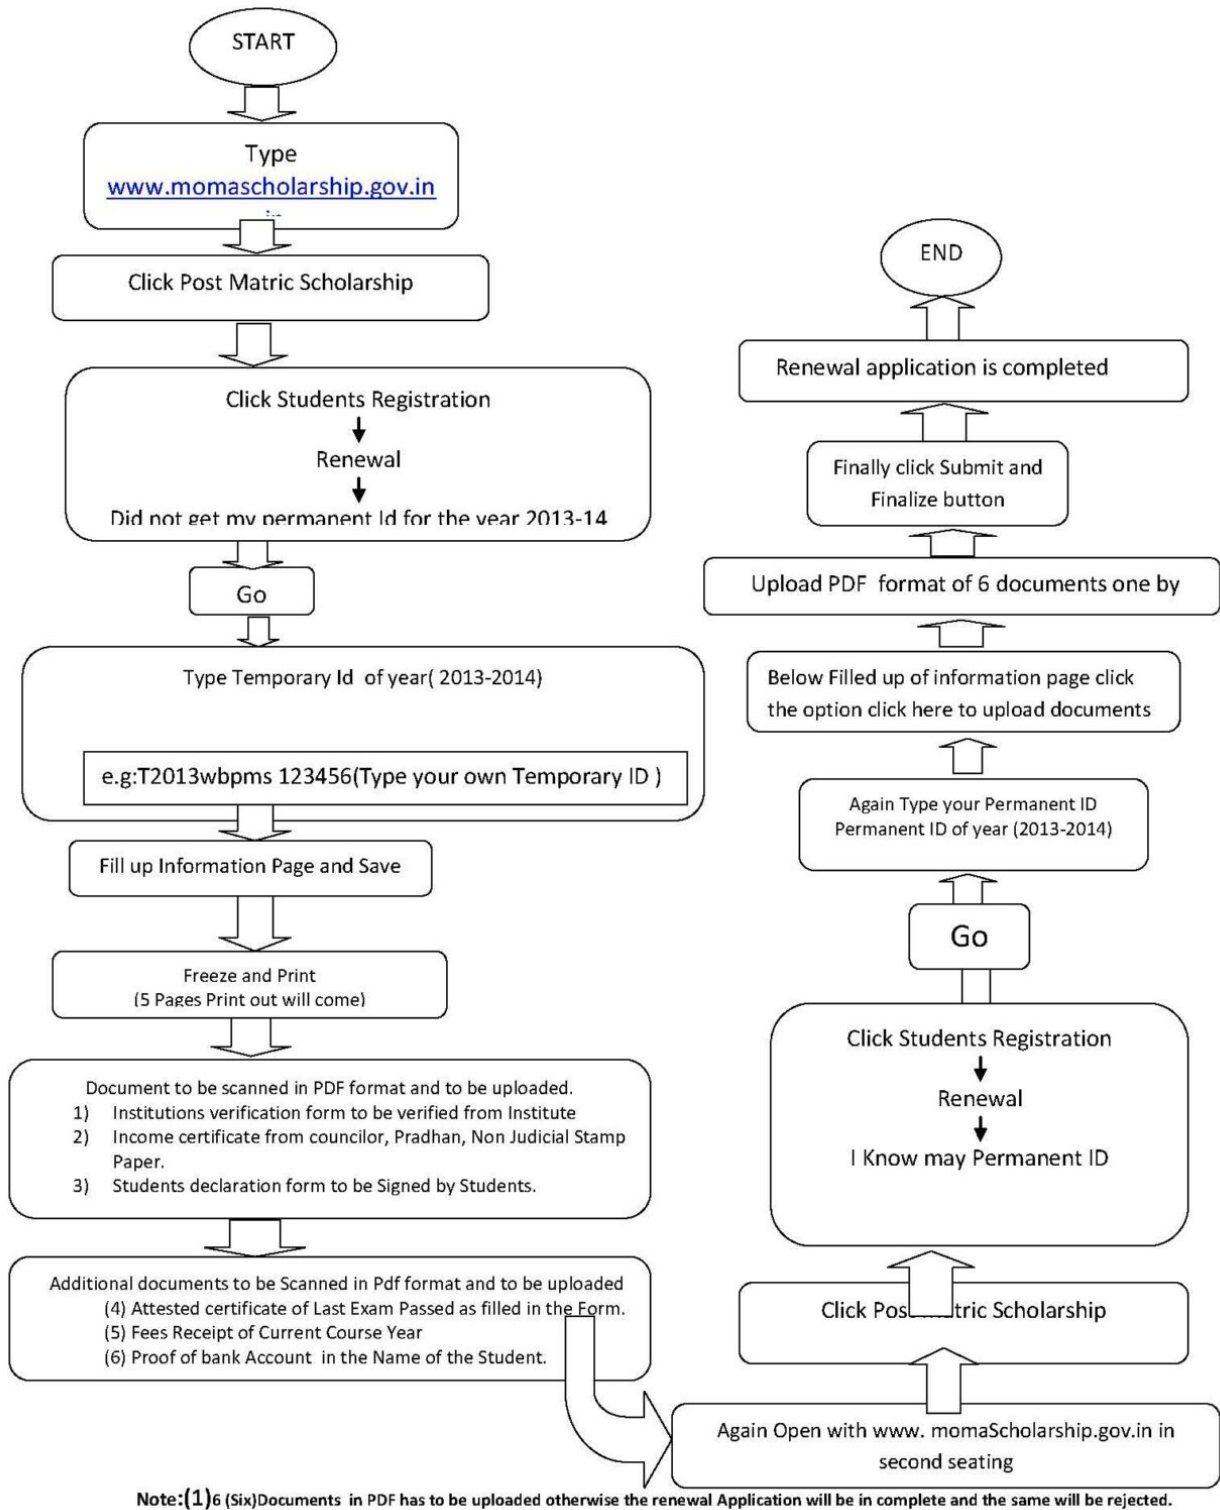 START
Type
www.momascholarship.gov.in
Click Post Matric Scholarship
Click Students Registration
Renewal
Did not get my permanent Id for the year 2013-14
Go
Type Temporary Id of year( 2013-2014)
e.g:T2013wbpms 123456(Type your own Temporary ID )
Fill up Information Page and Save
Freeze and Print
(5 Pages Print out will come)
Document to be scanned in PDF format and to be uploaded.
1) Institutions verification form to be verified from Institute
2) Income certificate from councilor, Pradhan, Non Judicial Stamp
Paper.
3) Students declaration form to be Signed by Students.
Additional documents to be Scanned in Pdf format and to be uploaded
(4) Attested certificate of Last Exam Passed as filled in the Form.
(5) Fees Receipt of Current Course Year
(6) Proof of bank Account in the Name of the Student.
Again Open with www. momaScholarship.gov.in in
second seating
Click Post Matric Scholarship
Click Students Registration
Renewal
I Know may Permanent ID
Go
Again Type your Permanent ID
Permanent ID of year (2013-2014)
Below Filled up of information page click
the option click here to upload documents
Upload PDF format of 6 documents one by
Finally click Submit and
Finalize button
Renewal application is completed
END
Note:(1)6 (Six)Documents in PDF has to be uploaded otherwise the renewal Application will be in complete and the same will be rejected.